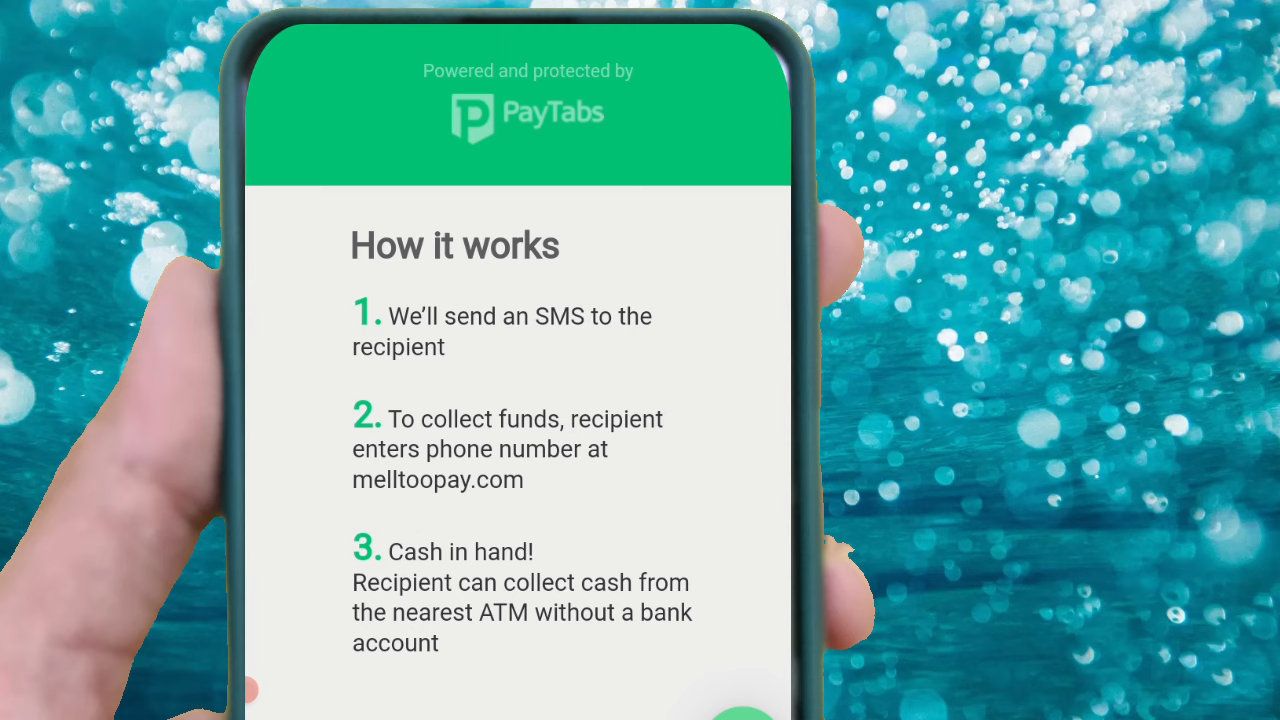 Powered and protected by
PayTabs
How it works
1. We'll send an SMS to the
recipient
2. To collect funds, recipient
enters phone number at
melltoopay.com
3. Cash in hand!
Recipient can collect cash from
the nearest ATM without a bank
account